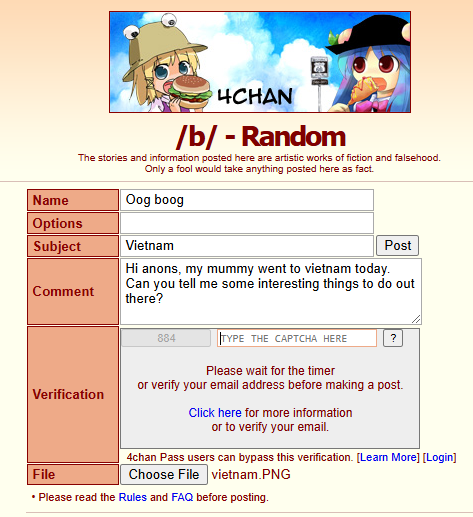 4CHAN
/b/ - Random
The stories and information posted here are artistic works of fiction and falsehood.
Only a fool would take anything posted here as fact.
Name Oog boog
Options
Subject Vietnam Post
Comment Hi anons, my mummy went to vietnam today.
Can you tell me some interesting things to do out
there?
Verification
884 TYPE THE CAPTCHA HERE ?
Please wait for the timer
or verify your email address before making a post.
Click here for more information
or to verify your email.
4chan Pass users can bypass this verification. [Learn More] [Login]
File Choose File vietnam.PNG
• Please read the Rules and FAQ before posting.